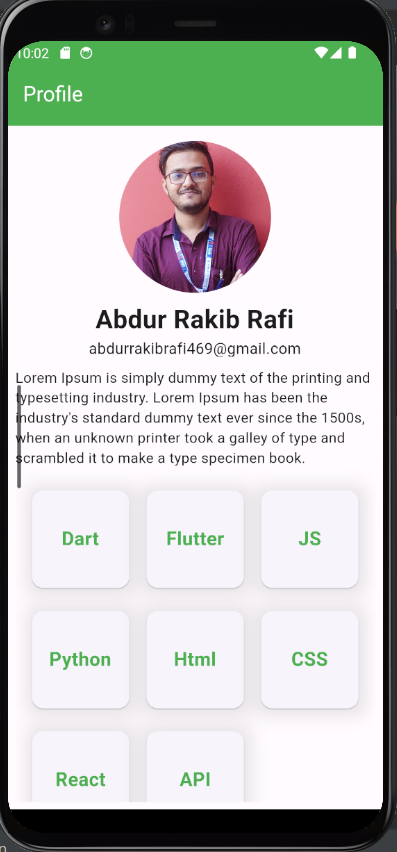 10:02
Profile
Abdur Rakib Rafi
abdurrakibrafi469@gmail.com
Lorem Ipsum is simply dummy text of the printing and
typesetting industry. Lorem Ipsum has been the
industry's standard dummy text ever since the 1500s,
when an unknown printer took a galley of type and
scrambled it to make a type specimen book.
Dart Flutter JS
Python Html CSS
React API